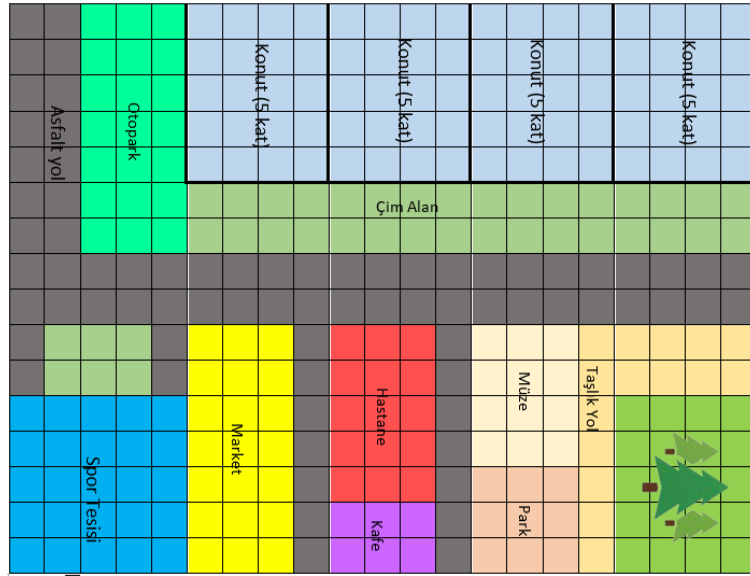 Asfalt yol
Otopark
Konut (5 kat)
Konut (5 kat)
Konut (5 kat)
Konut (5 kat)
Çim Alan
Spor Tesisi
Market
Hastane
Kafe
Müze
Park
Taşlık Yol